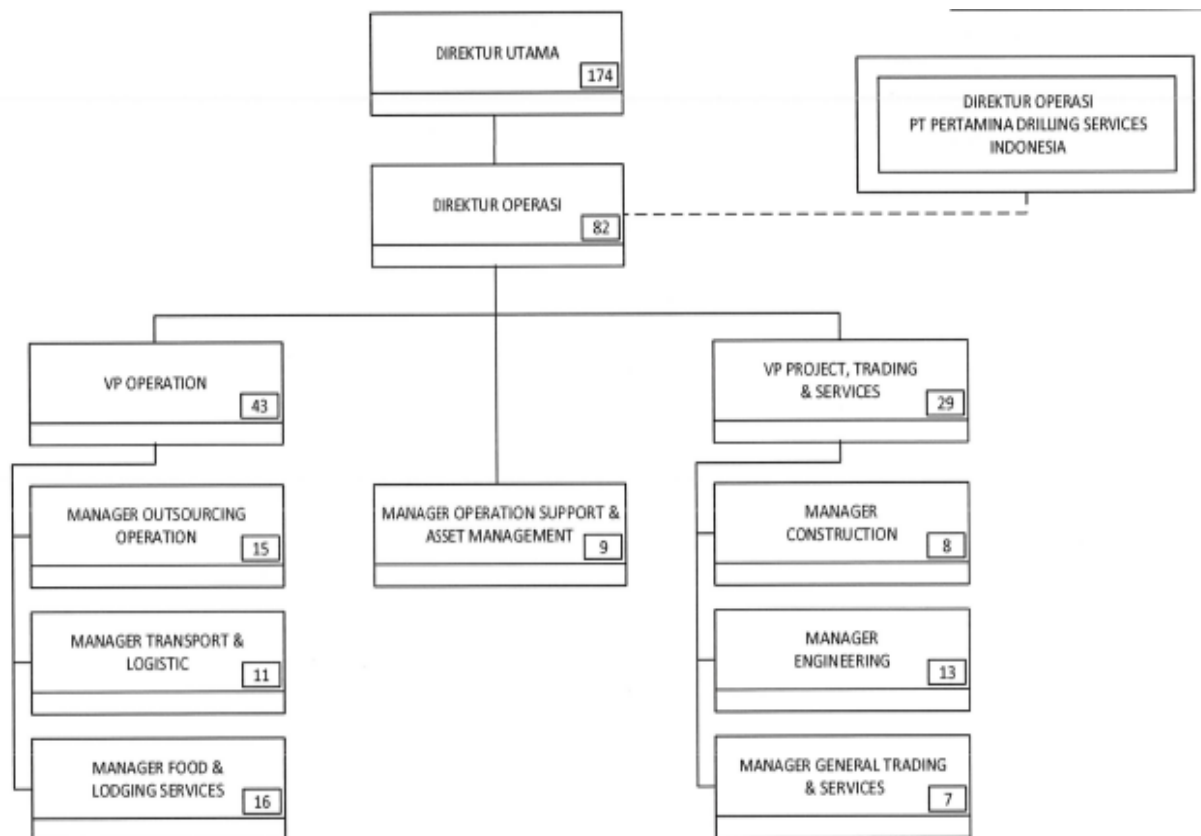 DIREKTUR UTAMA
174
DIREKTUR OPERASI
PT PERTAMINA DRILLING SERVICES
INDONESIA
DIREKTUR OPERASI
82
VP OPERATION
43
VP PROJECT, TRADING
& SERVICES
29
MANAGER OUTSOURCING
OPERATION
15
MANAGER OPERATION SUPPORT &
ASSET MANAGEMENT
9
MANAGER
CONSTRUCTION
8
MANAGER TRANSPORT &
LOGISTIC
11
MANAGER
ENGINEERING
13
MANAGER FOOD &
LODGING SERVICES
16
MANAGER GENERAL TRADING
& SERVICES
7